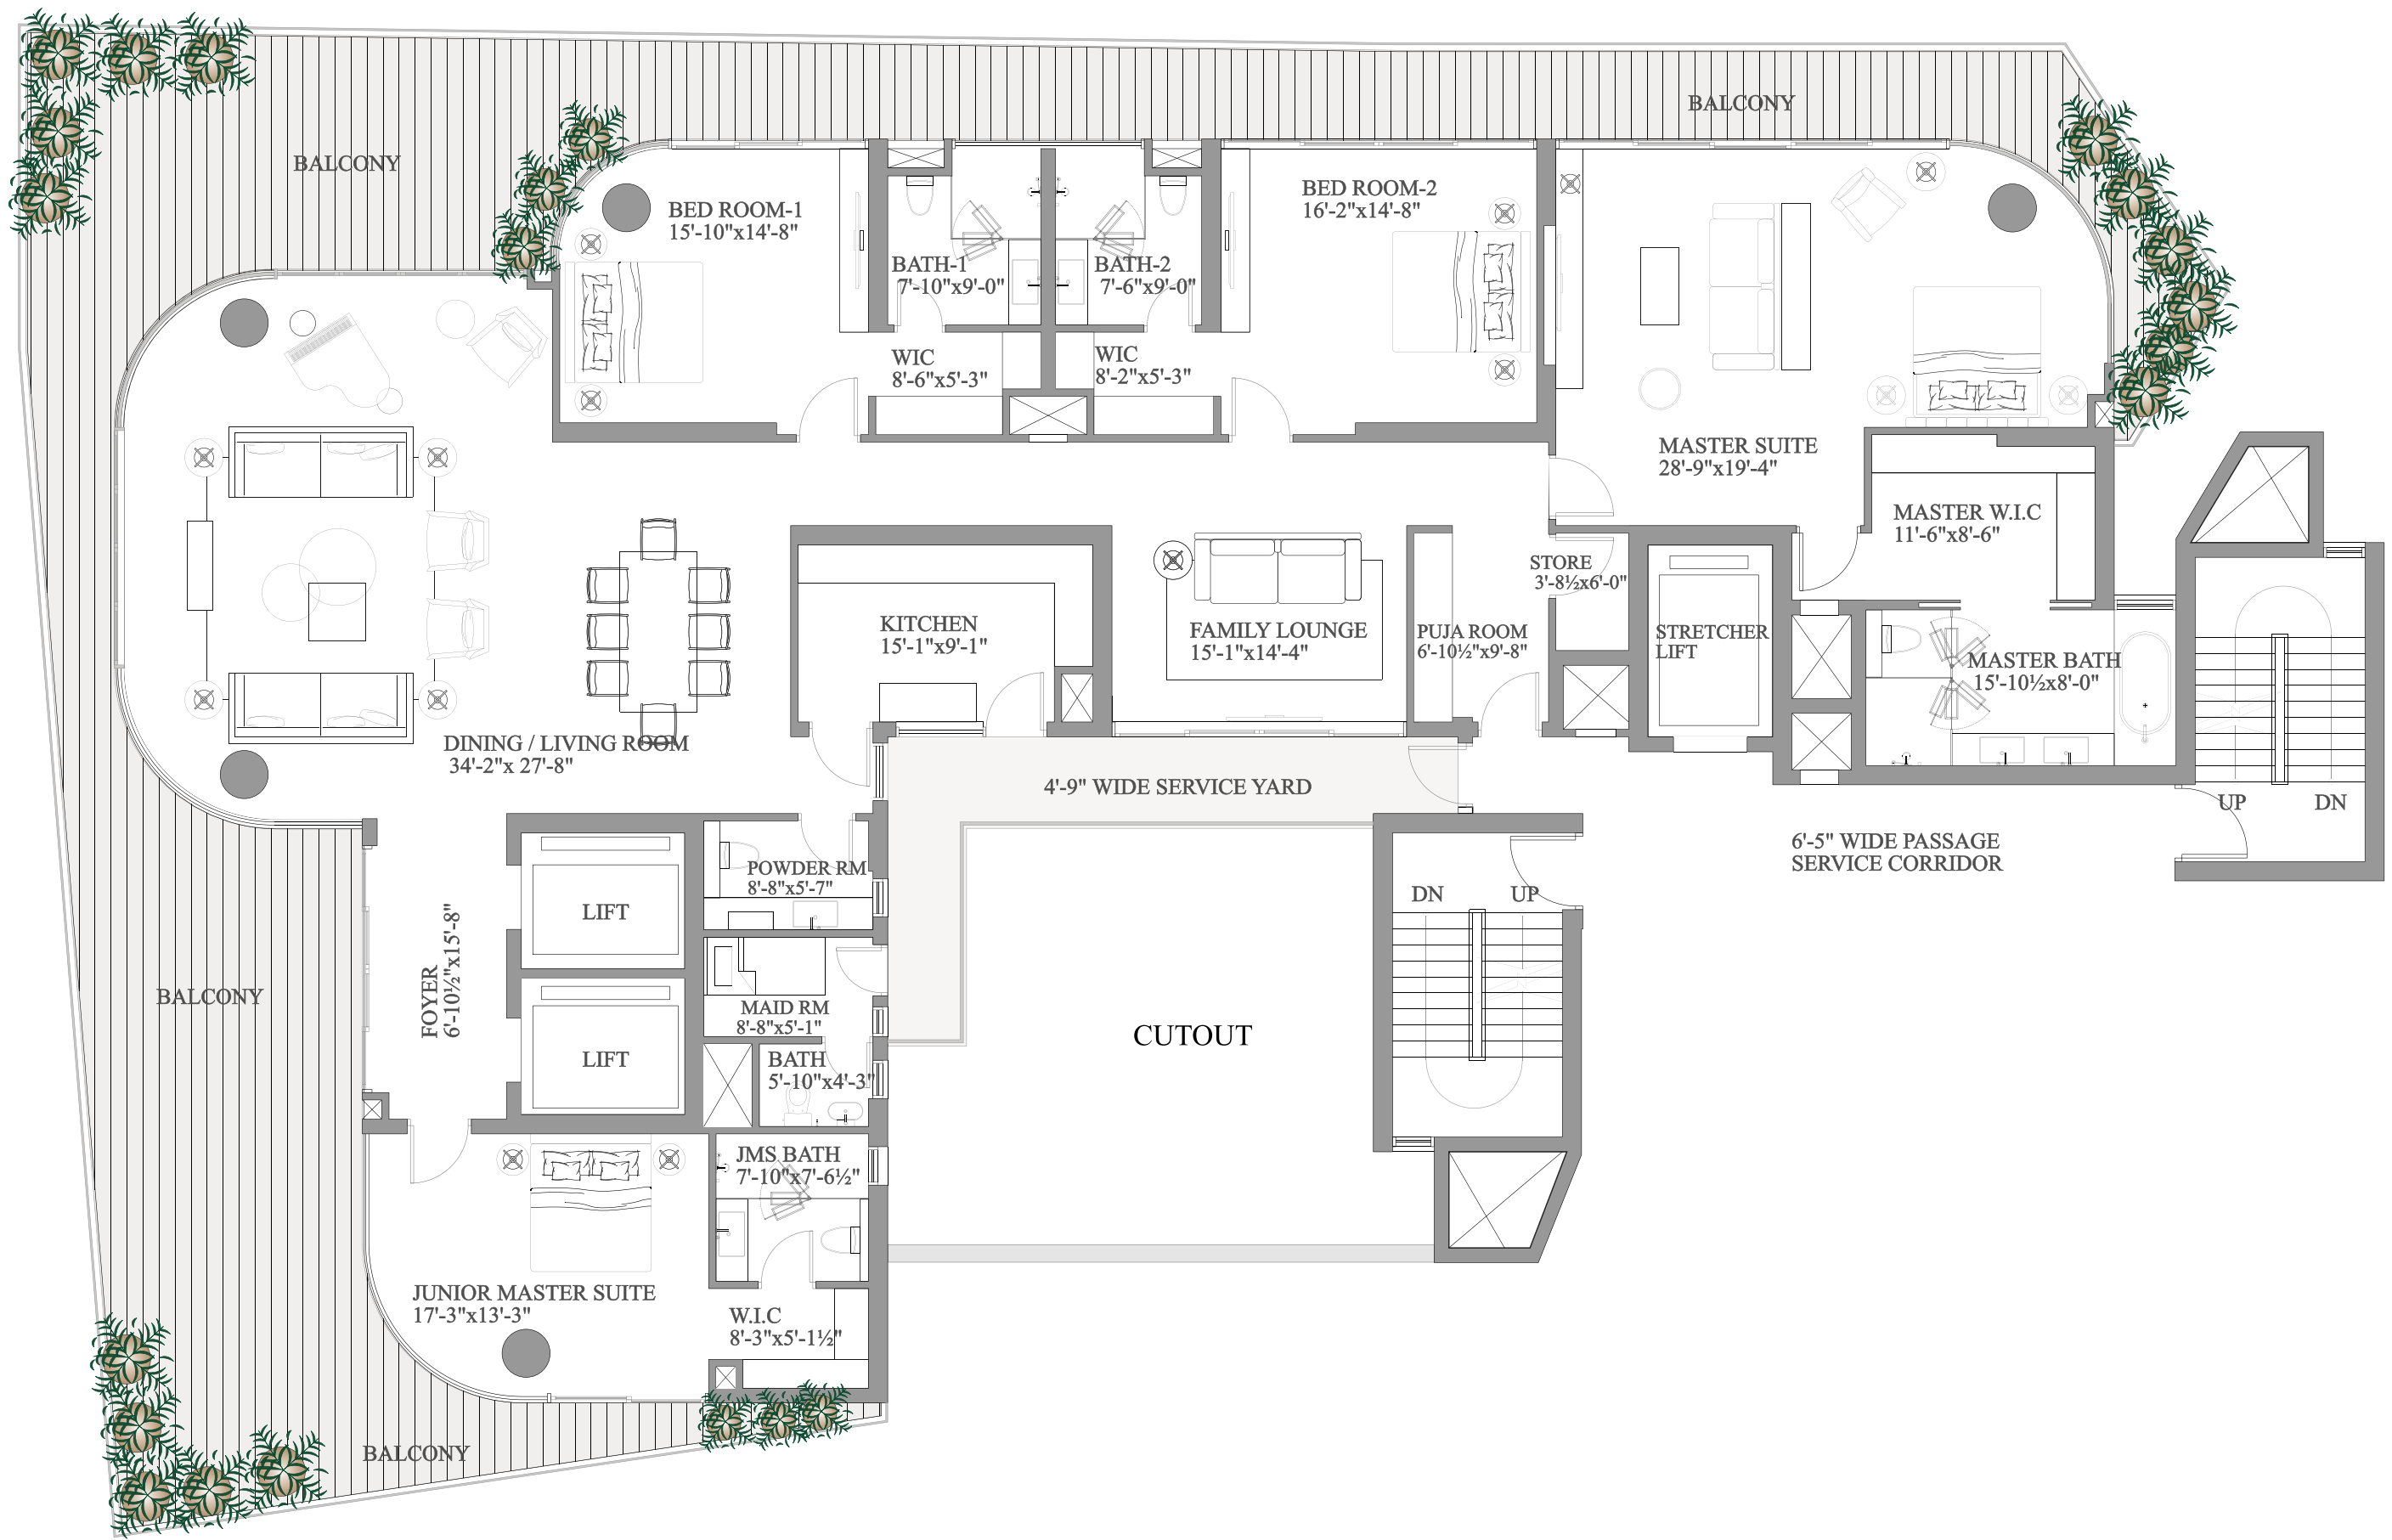 BALCONY
BALCONY
BED ROOM-1
15'-10"x14'-8"
BED ROOM-2
16'-2"x14'-8"
BATH-1
7'-10"x9'-0"
BATH-2
7'-6"x9'-0"
WIC
8'-6"x5'-3"
WIC
8'-2"x5'-3"
MASTER SUITE
28'-9"x19'-4"
MASTER W.I.C
11'-6"x8'-6"
STORE
3'-8½x6'-0"
KITCHEN
15'-1"x9'-1"
FAMILY LOUNGE
15'-1"x14'-4"
PUJA ROOM
6'-10½"x9'-8"
STRETCHER
LIFT
MASTER BATH
15'-10½x8'-0"
DINING / LIVING ROOM
34'-2"x 27'-8"
4'-9" WIDE SERVICE YARD
UP
DN
6'-5" WIDE PASSAGE
SERVICE CORRIDOR
POWDER RM
8'-8"x5'-7"
DN
UP
LIFT
FOYER
6'-10½"x15'-8"
BALCONY
MAID RM
8'-8"x5'-1"
CUTOUT
LIFT
BATH
5'-10"x4'-3"
JMS BATH
7'-10"x7'-6½"
JUNIOR MASTER SUITE
17'-3"x13'-3"
W.I.C
8'-3"x5'-1½"
BALCONY